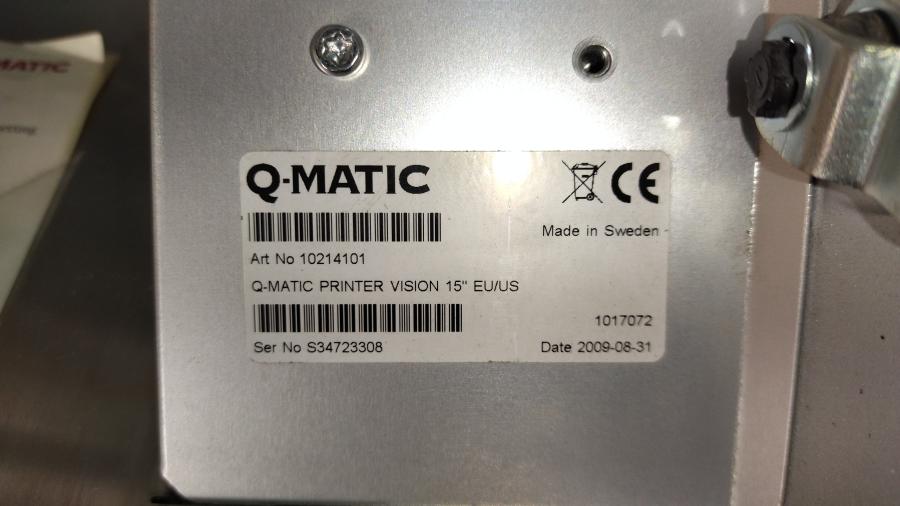 MATIC
Q-MATIC
Made in Sweden
Art No 10214101
Q-MATIC PRINTER VISION 15" EU/US
1017072
Ser No S34723308
Date 2009-08-31